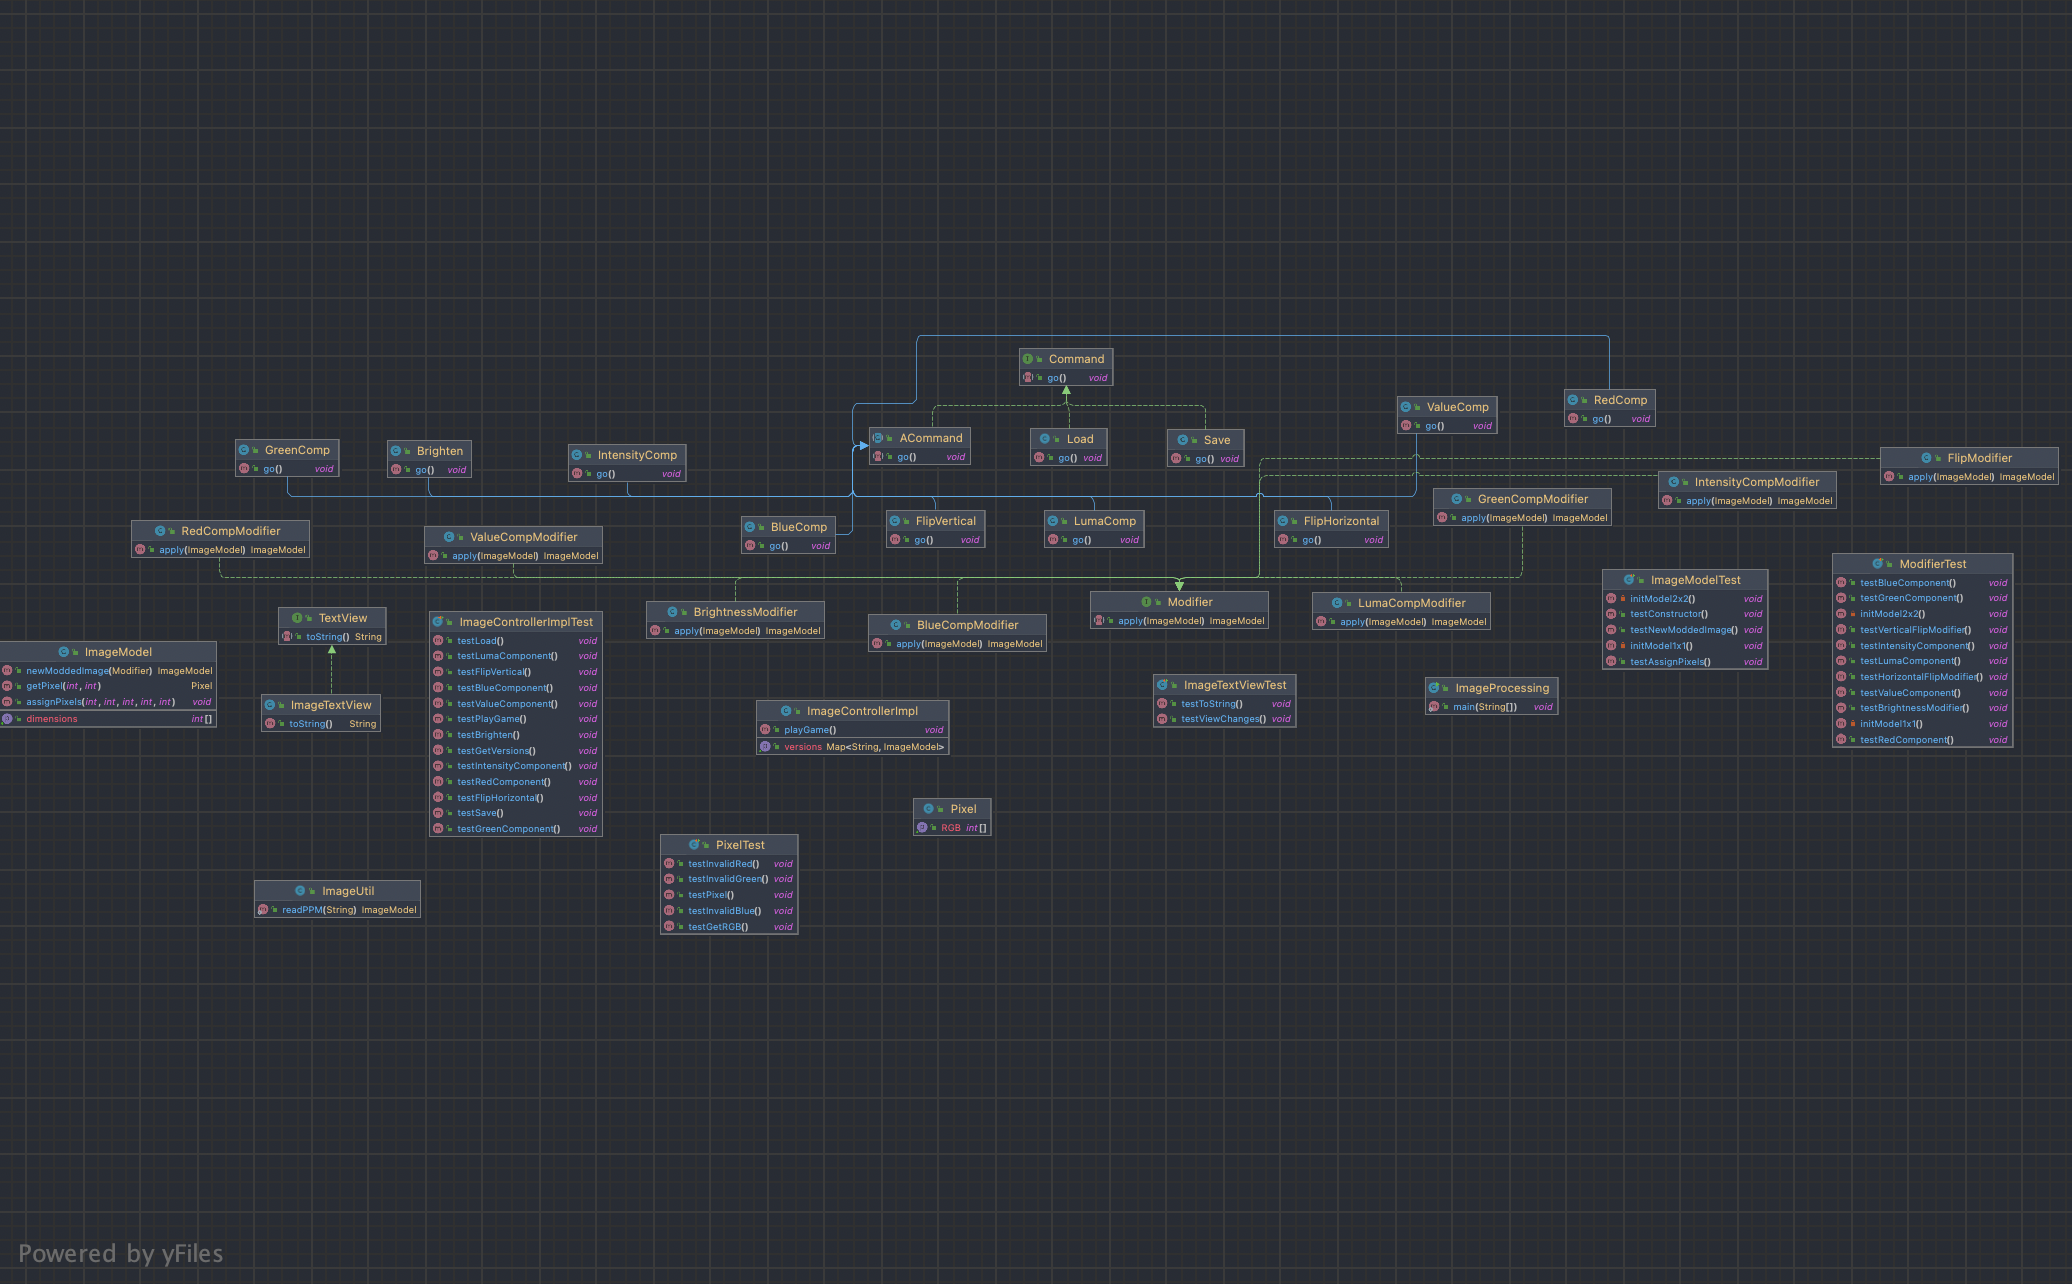 Command
go() void
RedComp
go() void
ValueComp
go() void
ACommand
go() void
Load
go() void
Save
go() void
GreenComp
go() void
Brighten
go() void
IntensityComp
go() void
FlipModifier
apply(ImageModel) ImageModel
IntensityCompModifier
apply(ImageModel) ImageModel
GreenCompModifier
apply(ImageModel) ImageModel
RedCompModifier
apply(ImageModel) ImageModel
ValueCompModifier
apply(ImageModel) ImageModel
BlueComp
go() void
FlipVertical
go() void
LumaComp
go() void
FlipHorizontal
go() void
ImageModelTest
initModel2x2() void
testConstructor() void
testNewModdedImage() void
initModel1x1() void
testAssignPixels() void
ModifierTest
testBlueComponent() void
testGreenComponent() void
initModel2x2() void
testVerticalFlipModifier() void
testIntensityComponent() void
testLumaComponent() void
testHorizontalFlipModifier() void
testValueComponent() void
testBrightnessModifier() void
initModel1x1() void
testRedComponent() void
TextView
toString() String
ImageControllerImplTest
testLoad() void
testLumaComponent() void
testFlipVertical() void
testBlueComponent() void
testValueComponent() void
testPlayGame() void
testBrighten() void
testGetVersions() void
testIntensityComponent() void
testRedComponent() void
testFlipHorizontal() void
testSave() void
testGreenComponent() void
BrightnessModifier
apply(ImageModel) ImageModel
BlueCompModifier
apply(ImageModel) ImageModel
Modifier
apply(ImageModel) ImageModel
LumaCompModifier
apply(ImageModel) ImageModel
ImageModel
newModdedImage(Modifier) ImageModel
getPixel(int, int) Pixel
assignPixels(int, int, int, int, int) void
dimensions int[]
ImageTextView
toString() String
ImageControllerImpl
playGame() void
versions Map<String, ImageModel>
ImageTextViewTest
testToString() void
testViewChanges() void
ImageProcessing
main(String[]) void
Pixel
RGB int[]
PixelTest
testInvalidRed() void
testInvalidGreen() void
testPixel() void
testInvalidBlue() void
testGetRGB() void
ImageUtil
readPPM(String) ImageModel
Powered by yFiles